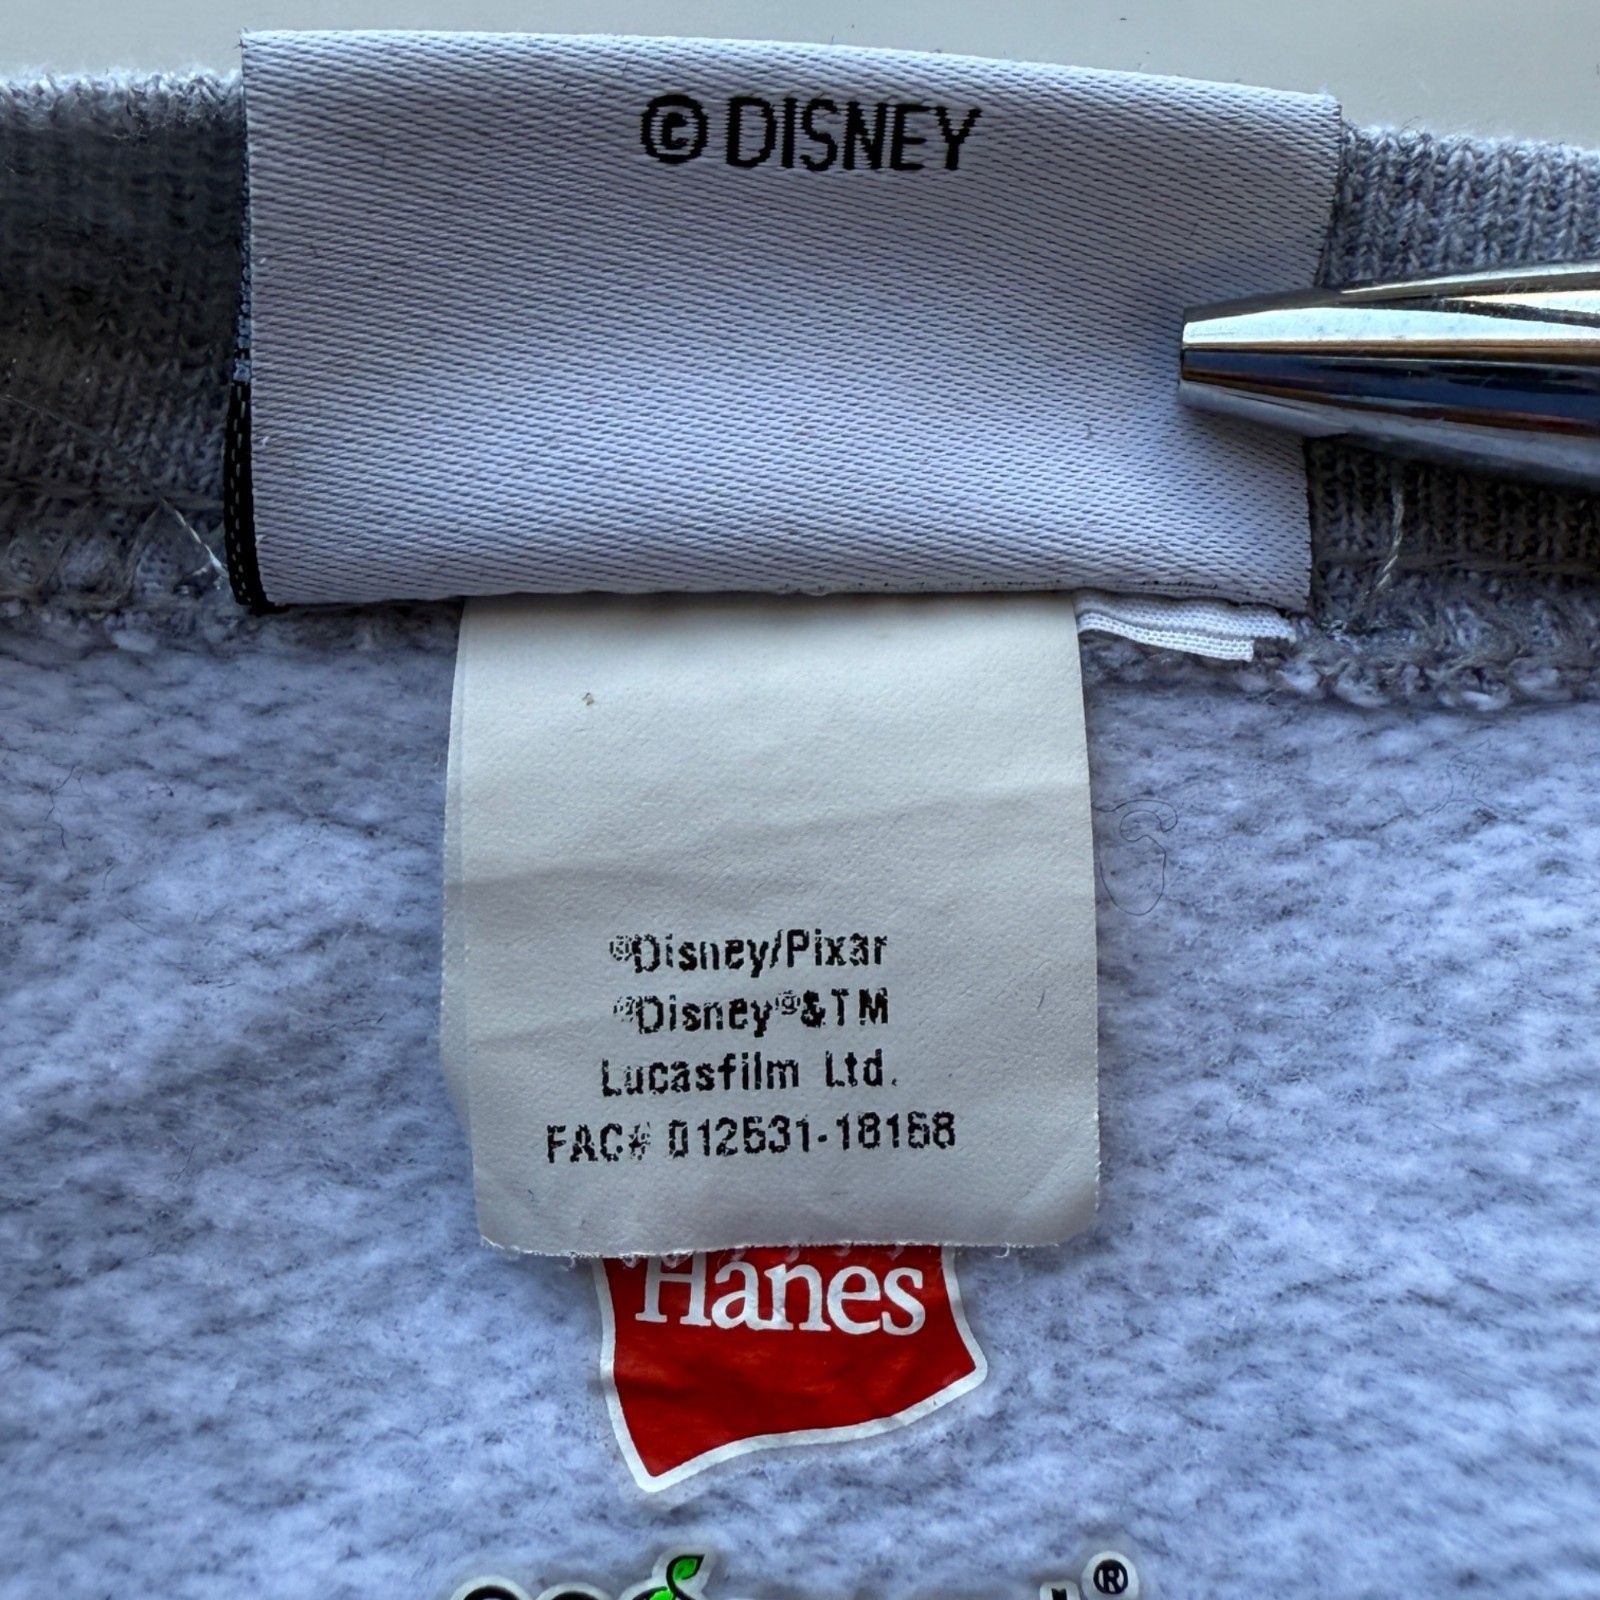 ©DISNEY
©Disney/Pixar
©Disney©&TM
Lucasfilm Ltd.
FAC# 012531-18168
Hanes
®